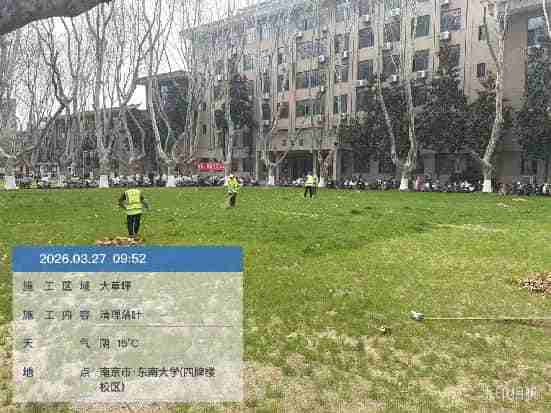 2026.03.27 09:52
施工区域 大草坪
施工内容 清理落叶
天气 阴 15°C
地点 南京市·东南大学(四牌楼
校区)